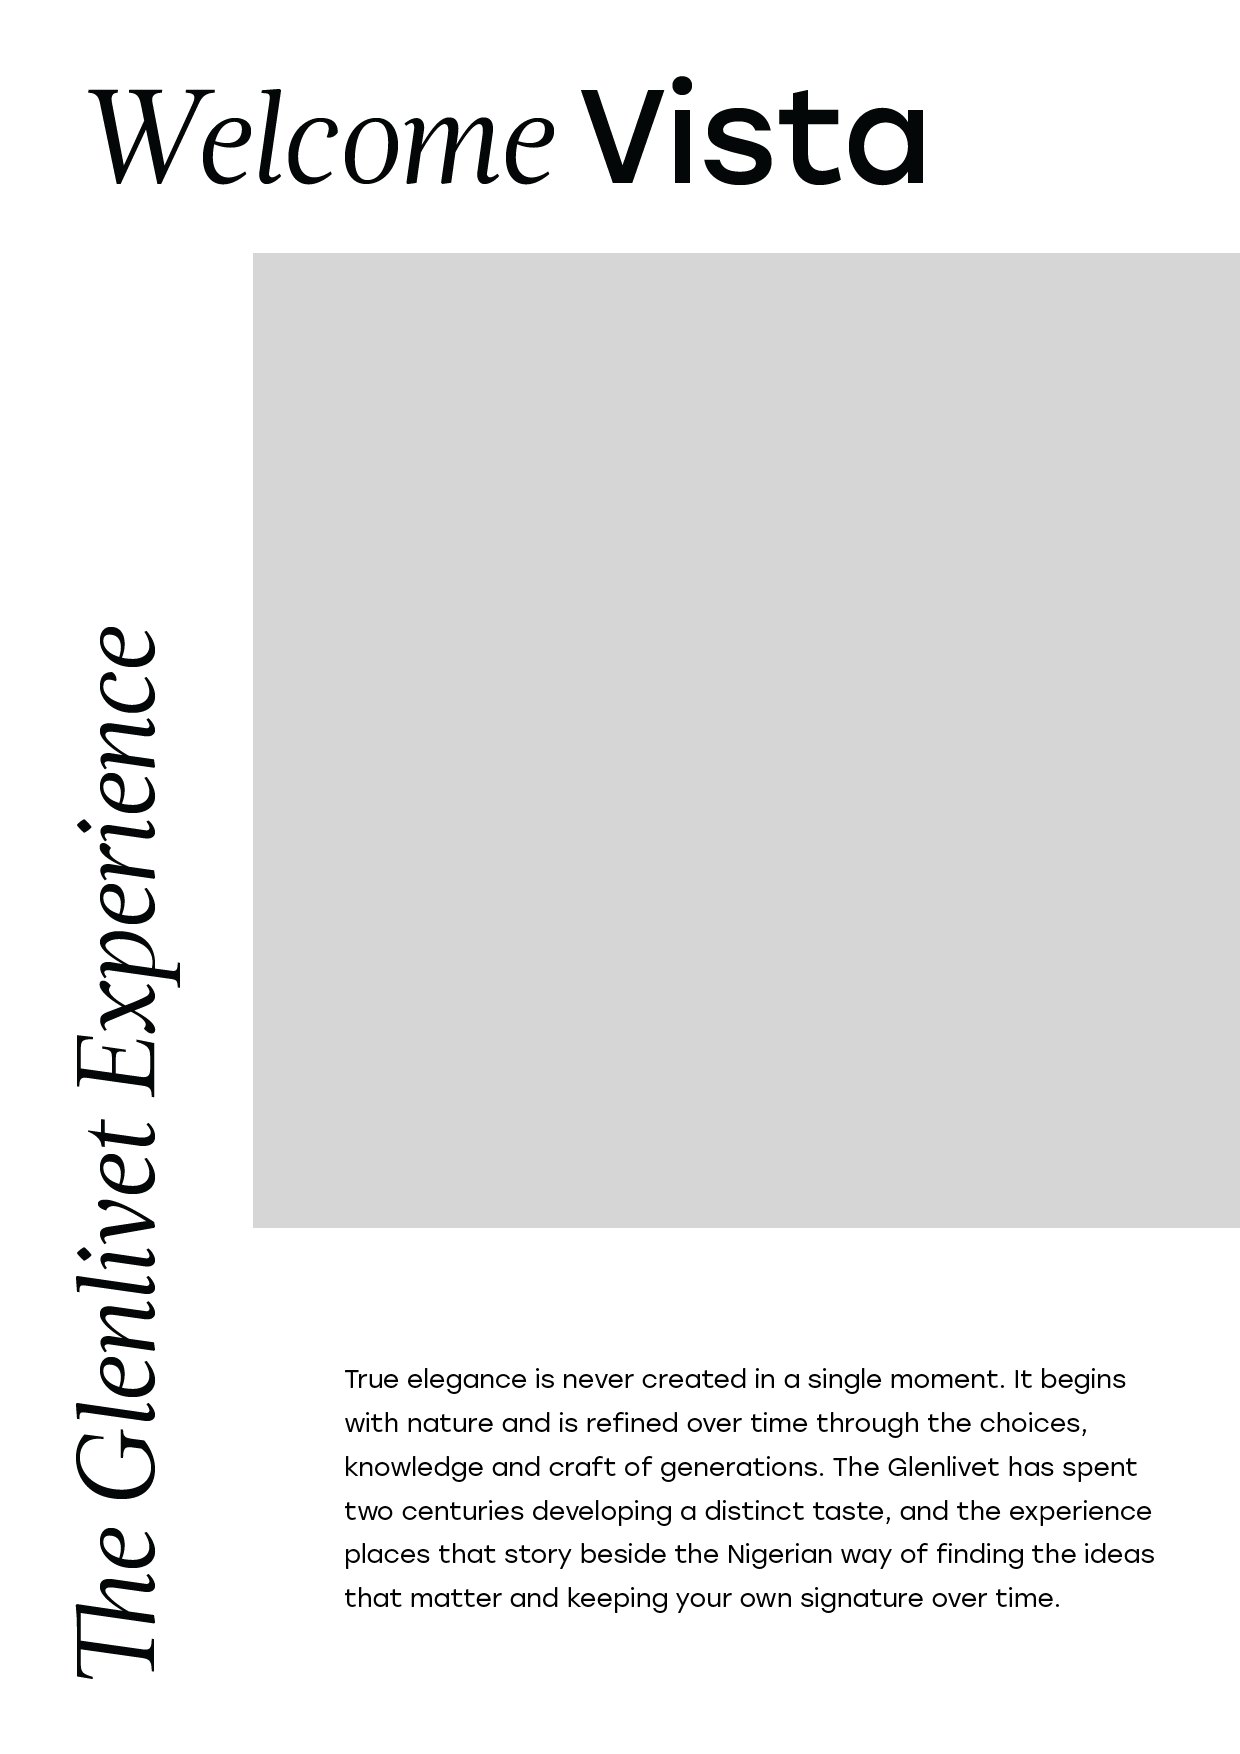 Welcome Vista
The Glenlivet Experience
True elegance is never created in a single moment. It begins
with nature and is refined over time through the choices,
knowledge and craft of generations. The Glenlivet has spent
two centuries developing a distinct taste, and the experience
places that story beside the Nigerian way of finding the ideas
that matter and keeping your own signature over time.